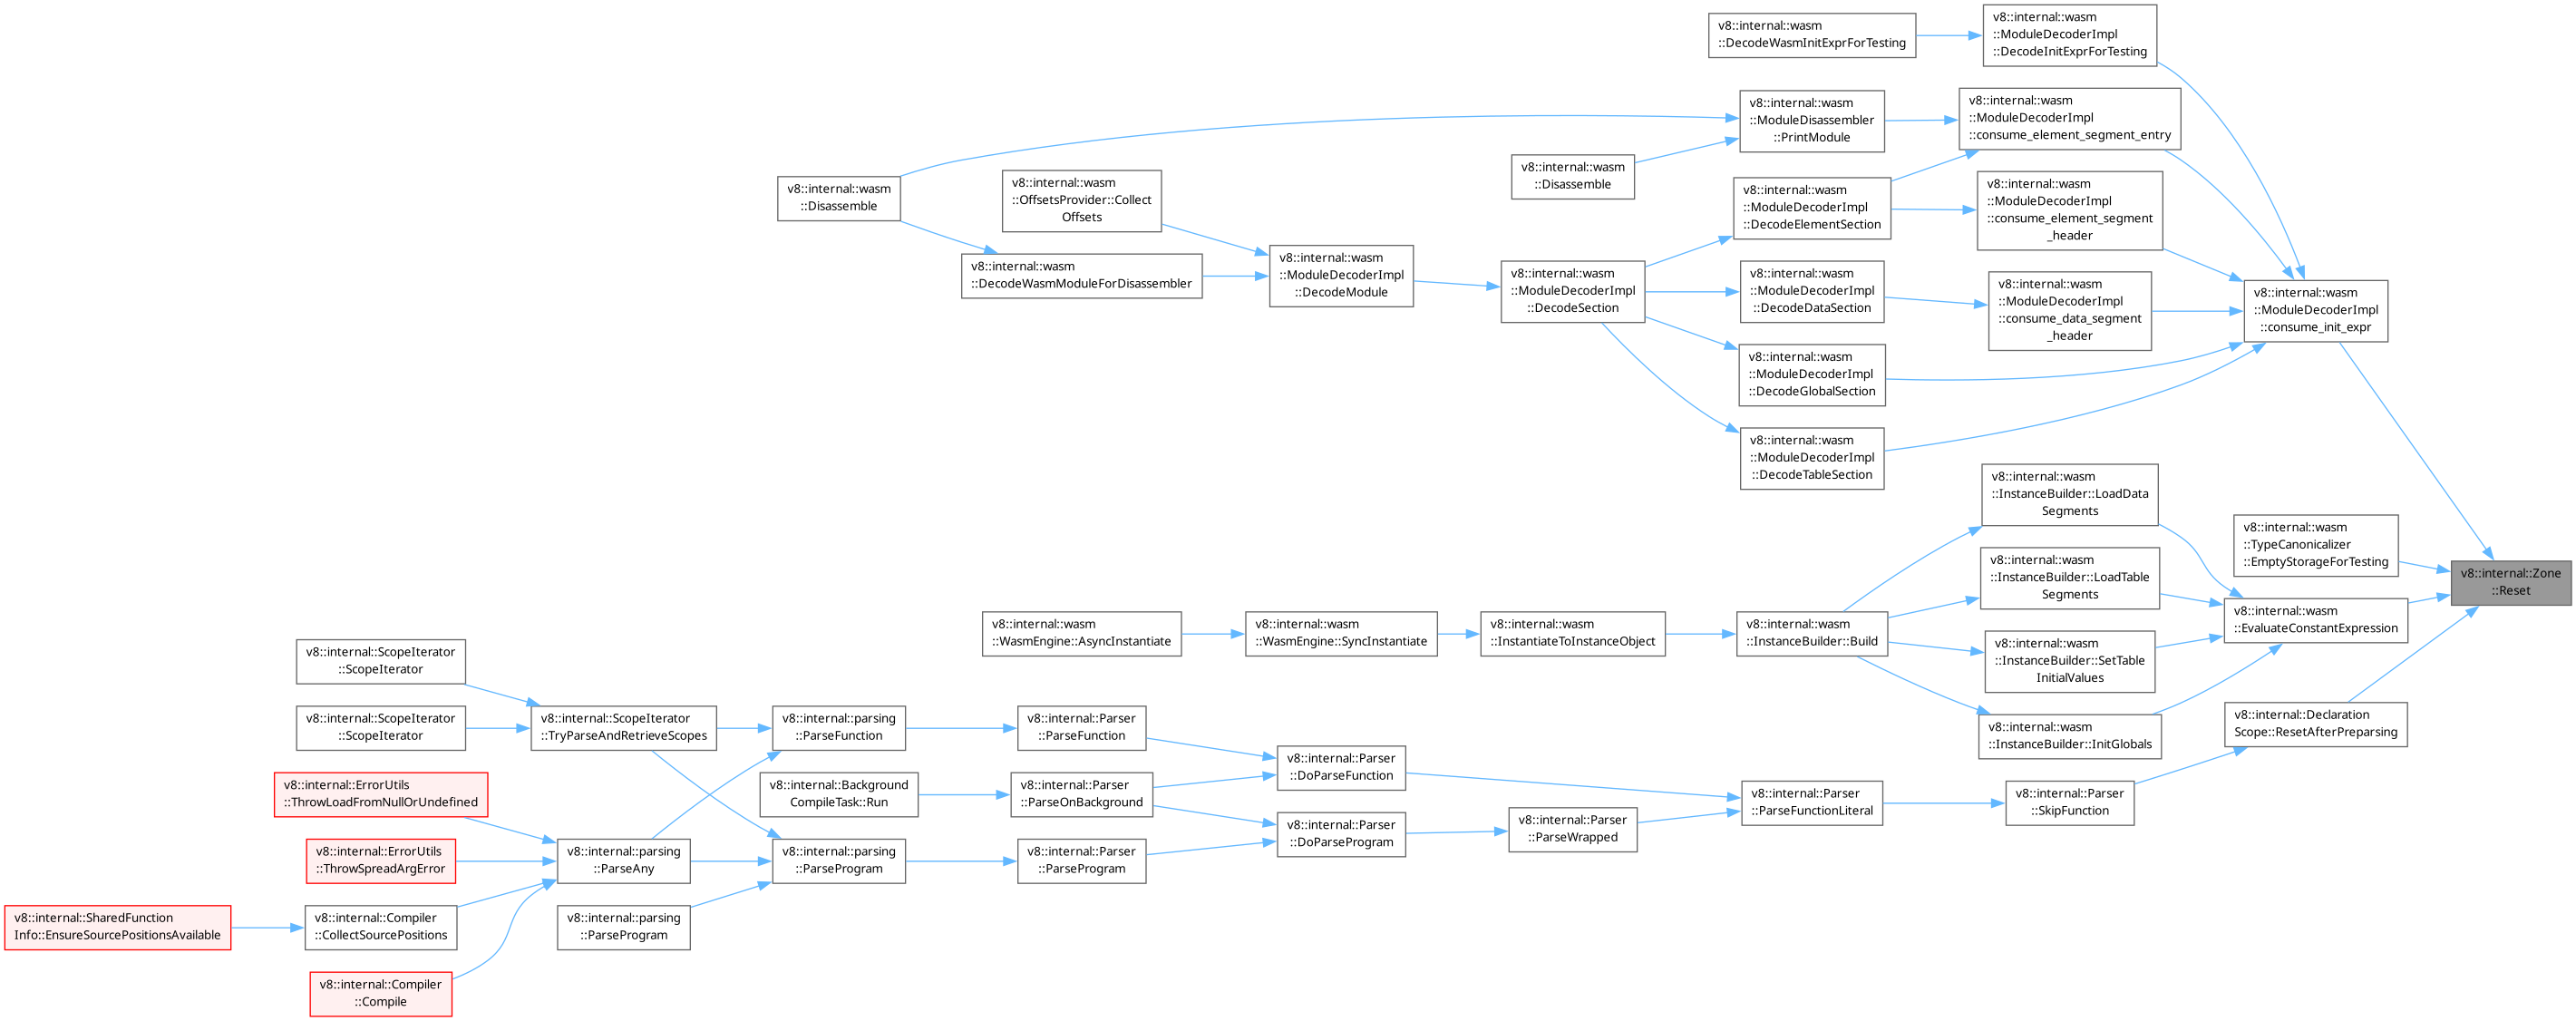 v8::internal::wasm
::DecodeWasmInitExprForTesting
v8::internal::wasm
::ModuleDecoderImpl
::DecodeInitExprForTesting
v8::internal::wasm
::ModuleDisassembler
::PrintModule
v8::internal::wasm
::ModuleDecoderImpl
::consume_element_segment_entry
v8::internal::wasm
::Disassemble
v8::internal::wasm
::OffsetsProvider::Collect
Offsets
v8::internal::wasm
::Disassemble
v8::internal::wasm
::ModuleDecoderImpl
::DecodeElementSection
v8::internal::wasm
::ModuleDecoderImpl
::consume_element_segment
_header
v8::internal::wasm
::DecodeWasmModuleForDisassembler
v8::internal::wasm
::ModuleDecoderImpl
::DecodeModule
v8::internal::wasm
::ModuleDecoderImpl
::DecodeSection
v8::internal::wasm
::ModuleDecoderImpl
::DecodeDataSection
v8::internal::wasm
::ModuleDecoderImpl
::consume_data_segment
_header
v8::internal::wasm
::ModuleDecoderImpl
::consume_init_expr
v8::internal::wasm
::ModuleDecoderImpl
::DecodeGlobalSection
v8::internal::wasm
::ModuleDecoderImpl
::DecodeTableSection
v8::internal::wasm
::InstanceBuilder::LoadData
Segments
v8::internal::wasm
::TypeCanonicalizer
::EmptyStorageForTesting
v8::internal::wasm
::InstanceBuilder::LoadTable
Segments
v8::internal::Zone
::Reset
v8::internal::wasm
::WasmEngine::AsyncInstantiate
v8::internal::wasm
::WasmEngine::SyncInstantiate
v8::internal::wasm
::InstantiateToInstanceObject
v8::internal::wasm
::InstanceBuilder::Build
v8::internal::wasm
::EvaluateConstantExpression
v8::internal::wasm
::InstanceBuilder::SetTable
InitialValues
v8::internal::ScopeIterator
::ScopeIterator
v8::internal::ScopeIterator
::ScopeIterator
v8::internal::ScopeIterator
::TryParseAndRetrieveScopes
v8::internal::parsing
::ParseFunction
v8::internal::Parser
::ParseFunction
v8::internal::wasm
::InstanceBuilder::InitGlobals
v8::internal::Declaration
Scope::ResetAfterPreparsing
v8::internal::Parser
::DoParseFunction
v8::internal::ErrorUtils
::ThrowLoadFromNullOrUndefined
v8::internal::Background
CompileTask::Run
v8::internal::Parser
::ParseOnBackground
v8::internal::Parser
::ParseFunctionLiteral
v8::internal::Parser
::SkipFunction
v8::internal::Parser
::DoParseProgram
v8::internal::Parser
::ParseWrapped
v8::internal::ErrorUtils
::ThrowSpreadArgError
v8::internal::parsing
::ParseAny
v8::internal::parsing
::ParseProgram
v8::internal::Parser
::ParseProgram
v8::internal::SharedFunction
Info::EnsureSourcePositionsAvailable
v8::internal::Compiler
::CollectSourcePositions
v8::internal::parsing
::ParseProgram
v8::internal::Compiler
::Compile